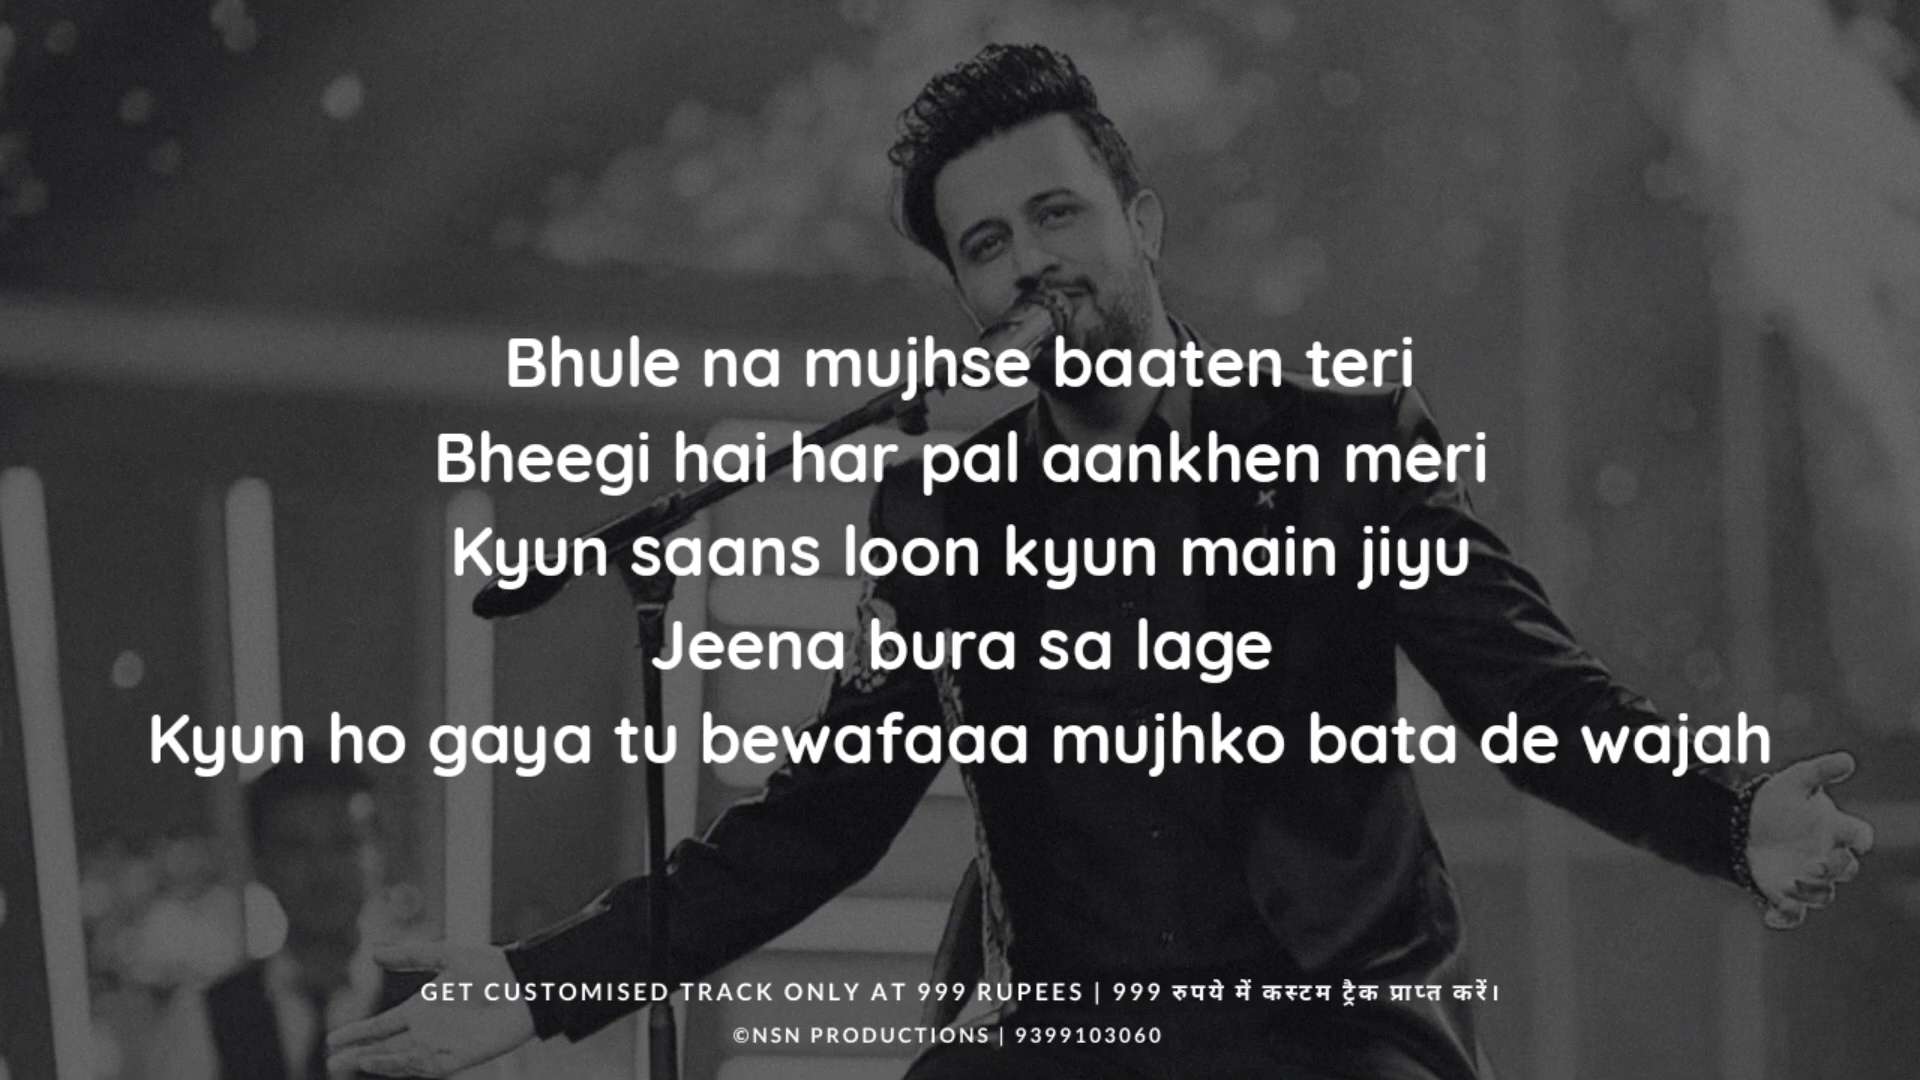 Bhule na mujhse baaten teri
Bheegi hai har pal aankhen meri
Kyun saans loon kyun main jiyu
Jeena bura sa lage
Kyun ho gaya tu bewafaaa mujhko bata de wajah
GET CUSTOMISED TRACK ONLY AT 999 RUPEES | 999 रुपये में कस्टम ट्रैक प्राप्त करें।
©NSN PRODUCTIONS | 9399103060